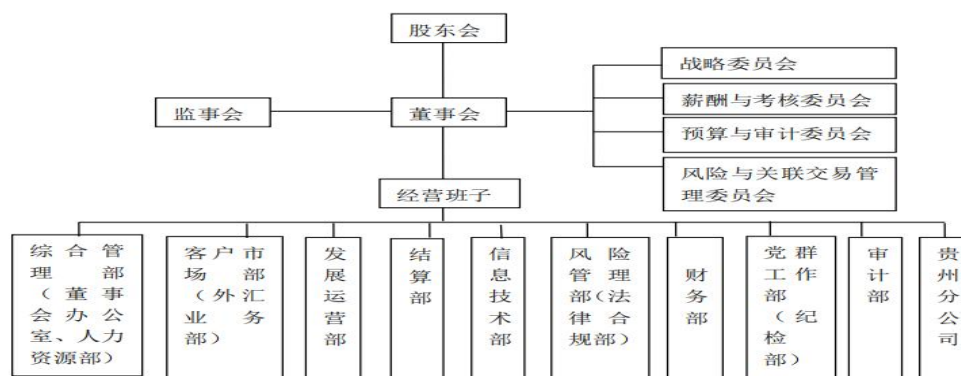 股东会
战略委员会
监事会
董事会
薪酬与考核委员会
预算与审计委员会
风险与关联交易管
理委员会
经营班子
综合管
理部
（董事
会办公
室、人力
资源部）
客户市
场部
（外汇
业务
部）
发
展
运
营
部
结
算
部
信
息
技
术
部
风险
管理
部（法
律合
规部）
财
务
部
党群
工作
部
（纪
检
部）
审
计
部
贵
州
分
公
司